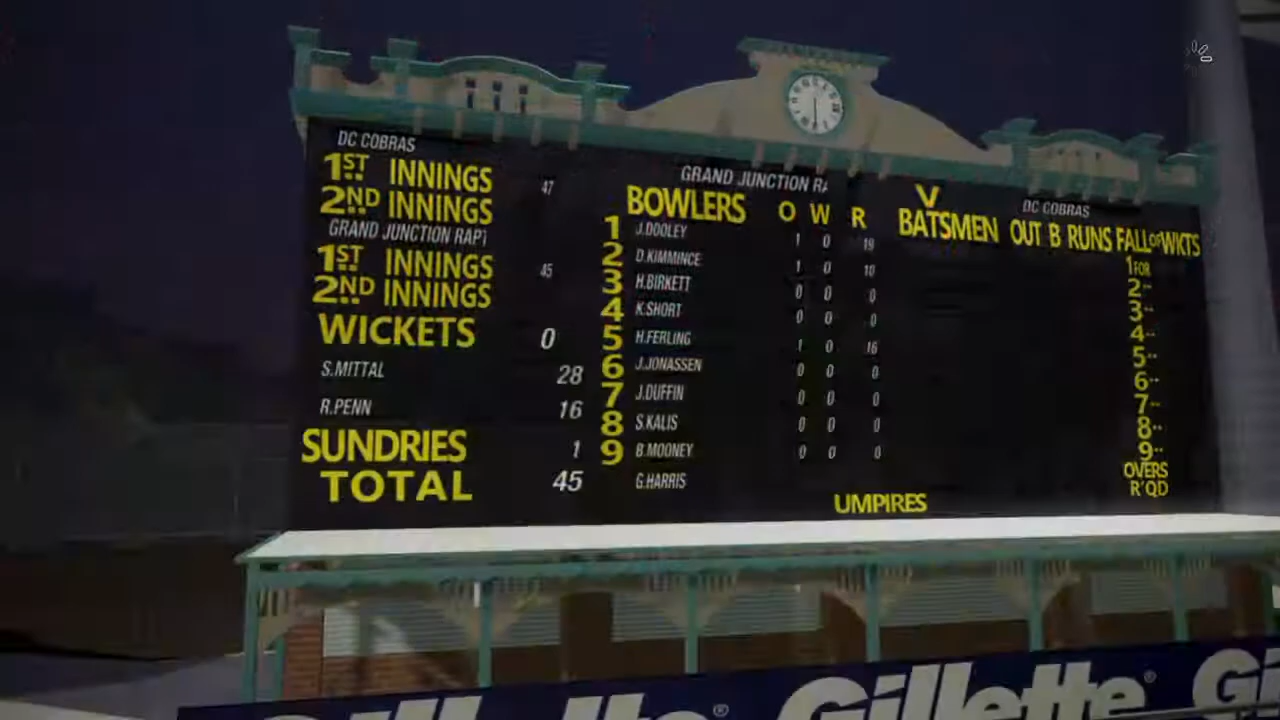 DC COBRAS
1ST INNINGS 47
2ND INNINGS
GRAND JUNCTION RAPT
1ST INNINGS 45
2ND INNINGS
WICKETS 0
S.MITTAL 28
R.PENN 16
SUNDRIES 1
TOTAL 45
GRAND JUNCTION RA
BOWLERS O W R
1 J.DOOLEY 1 0 19
2 D.KIMMINCE 1 0 10
3 H.BIRKETT 0 0 0
4 K.SHORT 0 0 0
5 H.FERLING 1 0 16
6 J.JONASSEN 0 0 0
7 J.DUFFIN 0 0 0
8 S.KALIS 0 0 0
9 B.MOONEY 0 0 0
G.HARRIS
V
DC COBRAS
BATSMEN OUT B RUNS FALL OF WKTS
1 FOR
2 "
3 "
4 "
5 "
6 "
7 "
8 "
9 "
OVERS
R'QD
UMPIRES
Gillette® Gillette® Gi